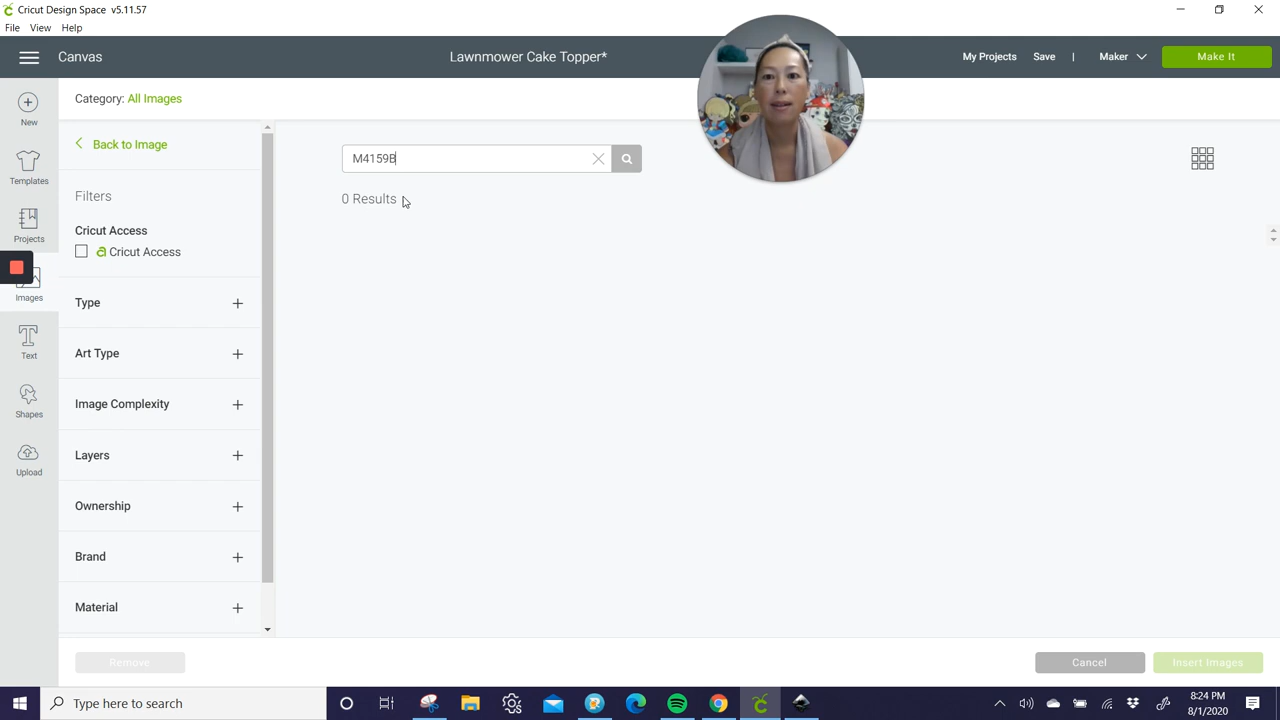 Cricut Design Space v5.11.57
File View Help
Canvas
Lawnmower Cake Topper*
My Projects Save | Maker Make It
Category: All Images
New
Templates
Projects
Images
Text
Shapes
Upload
Back to Image
Filters
Cricut Access
Cricut Access
Type
Art Type
Image Complexity
Layers
Ownership
Brand
Material
M4159B
0 Results
Remove
Cancel
Insert Images
Type here to search
8:24 PM
8/1/2020